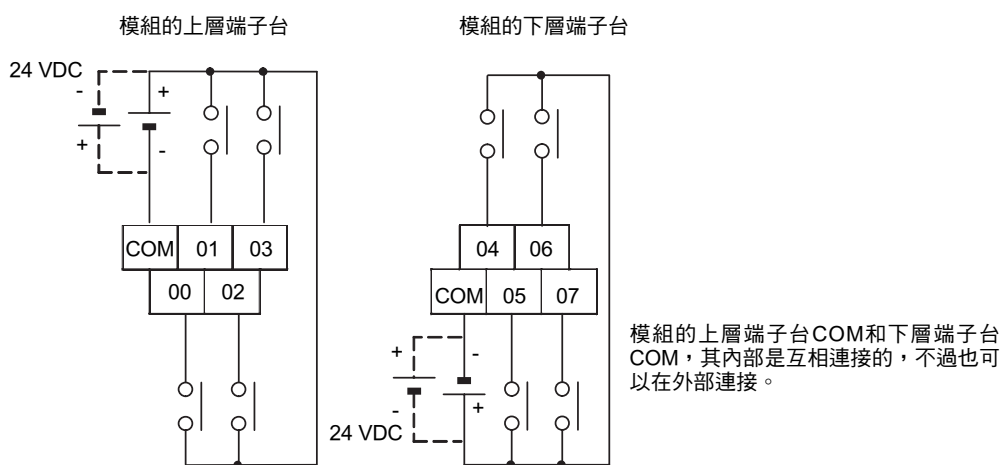 模組的上層端子台
模組的下層端子台
24 VDC
-
+
+
-
COM 01 03
00 02
04 06
COM 05 07
+
-
-
+
24 VDC
模組的上層端子台COM和下層端子台
COM，其內部是互相連接的，不過也可
以在外部連接。